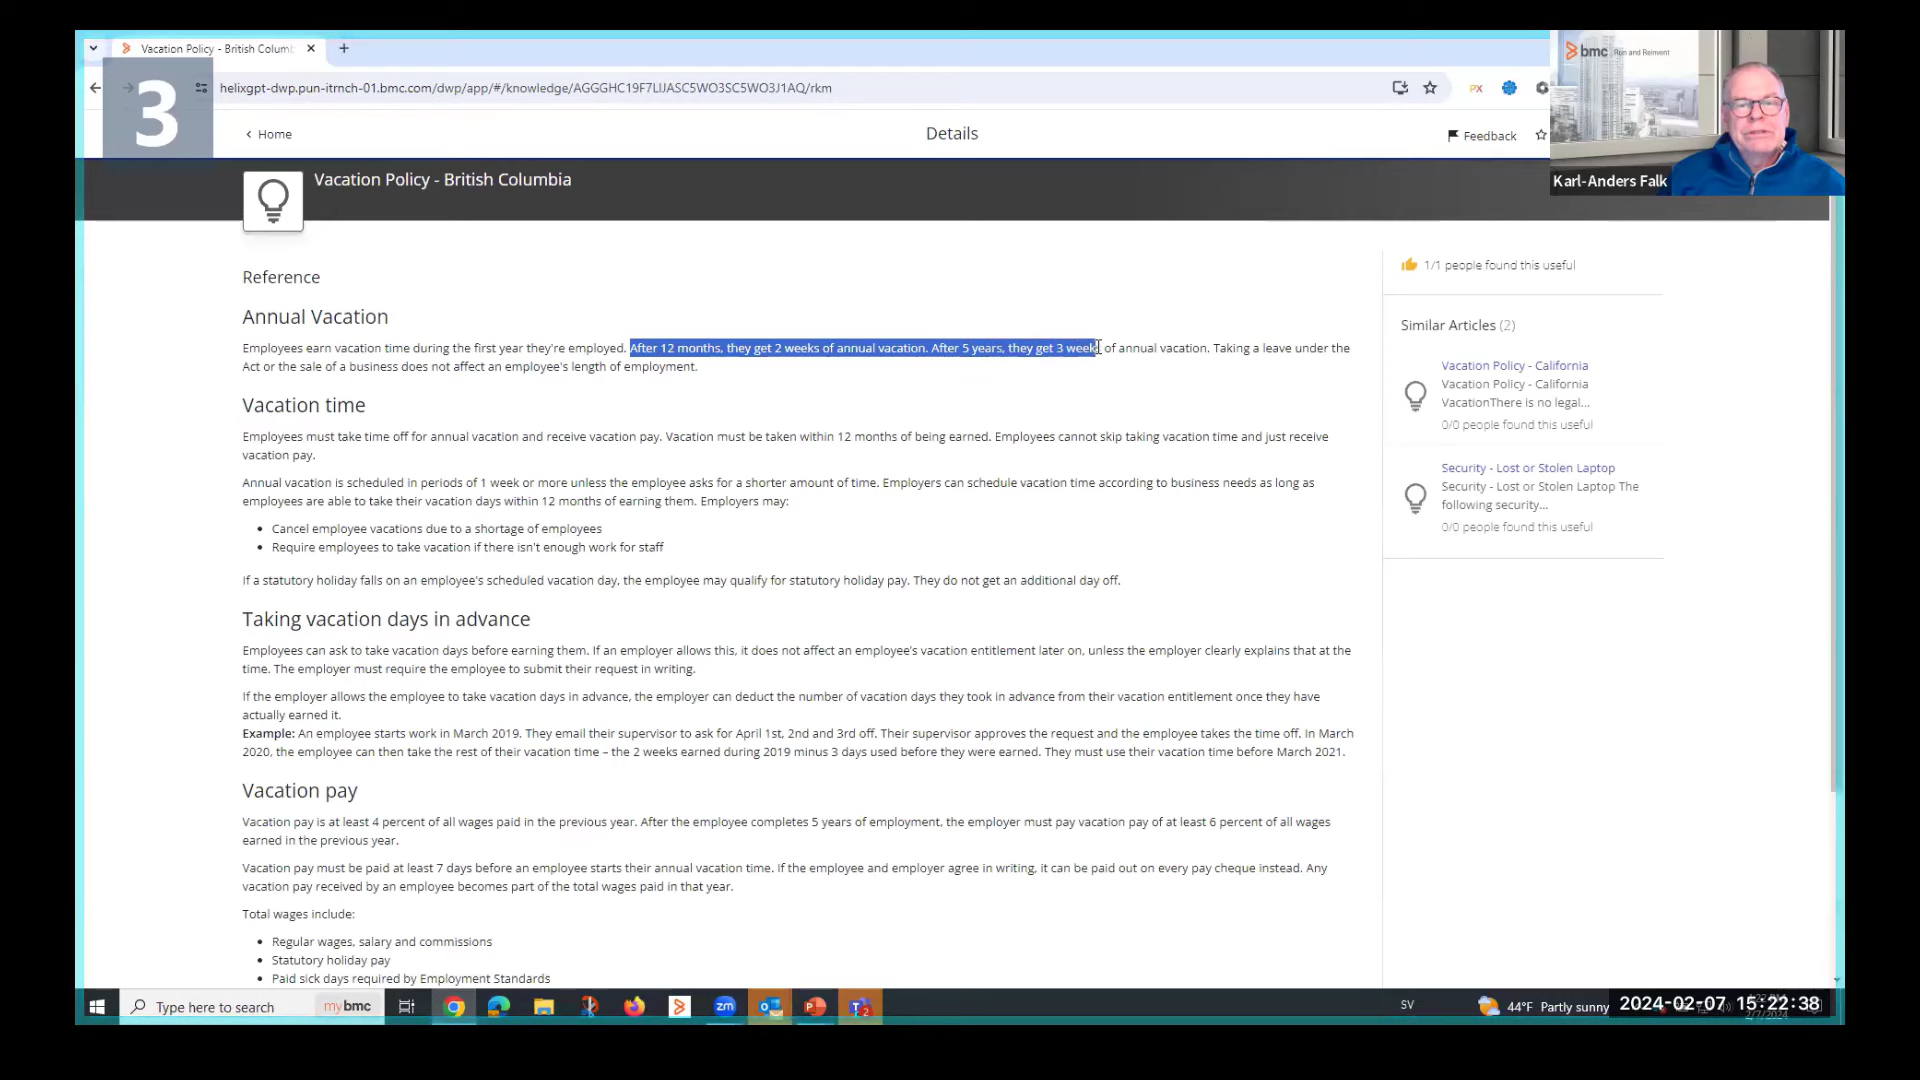 Vacation Policy - British Columb
3
helixgpt-dwp.pun-itrnch-01.bmc.com/dwp/app/#/knowledge/AGGGHC19F7LIJASC5WO3SC5WO3J1AQ/rkm
PX
bmc Run and Reinvent
Karl-Anders Falk
Home
Details
Feedback
Vacation Policy - British Columbia
Reference
Annual Vacation
Employees earn vacation time during the first year they're employed. After 12 months, they get 2 weeks of annual vacation. After 5 years, they get 3 weeks of annual vacation. Taking a leave under the
Act or the sale of a business does not affect an employee's length of employment.
Vacation time
Employees must take time off for annual vacation and receive vacation pay. Vacation must be taken within 12 months of being earned. Employees cannot skip taking vacation time and just receive
vacation pay.
Annual vacation is scheduled in periods of 1 week or more unless the employee asks for a shorter amount of time. Employers can schedule vacation time according to business needs as long as
employees are able to take their vacation days within 12 months of earning them. Employers may:
• Cancel employee vacations due to a shortage of employees
• Require employees to take vacation if there isn't enough work for staff
If a statutory holiday falls on an employee's scheduled vacation day, the employee may qualify for statutory holiday pay. They do not get an additional day off.
Taking vacation days in advance
Employees can ask to take vacation days before earning them. If an employer allows this, it does not affect an employee's vacation entitlement later on, unless the employer clearly explains that at the
time. The employer must require the employee to submit their request in writing.
If the employer allows the employee to take vacation days in advance, the employer can deduct the number of vacation days they took in advance from their vacation entitlement once they have
actually earned it.
Example: An employee starts work in March 2019. They email their supervisor to ask for April 1st, 2nd and 3rd off. Their supervisor approves the request and the employee takes the time off. In March
2020, the employee can then take the rest of their vacation time – the 2 weeks earned during 2019 minus 3 days used before they were earned. They must use their vacation time before March 2021.
Vacation pay
Vacation pay is at least 4 percent of all wages paid in the previous year. After the employee completes 5 years of employment, the employer must pay vacation pay of at least 6 percent of all wages
earned in the previous year.
Vacation pay must be paid at least 7 days before an employee starts their annual vacation time. If the employee and employer agree in writing, it can be paid out on every pay cheque instead. Any
vacation pay received by an employee becomes part of the total wages paid in that year.
Total wages include:
• Regular wages, salary and commissions
• Statutory holiday pay
• Paid sick days required by Employment Standards
1/1 people found this useful
Similar Articles (2)
Vacation Policy - California
Vacation Policy - California
VacationThere is no legal...
0/0 people found this useful
Security - Lost or Stolen Laptop
Security - Lost or Stolen Laptop The
following security...
0/0 people found this useful
Type here to search
mybmc
zm
SV
44°F Partly sunny
2024-02-07 15:22:38